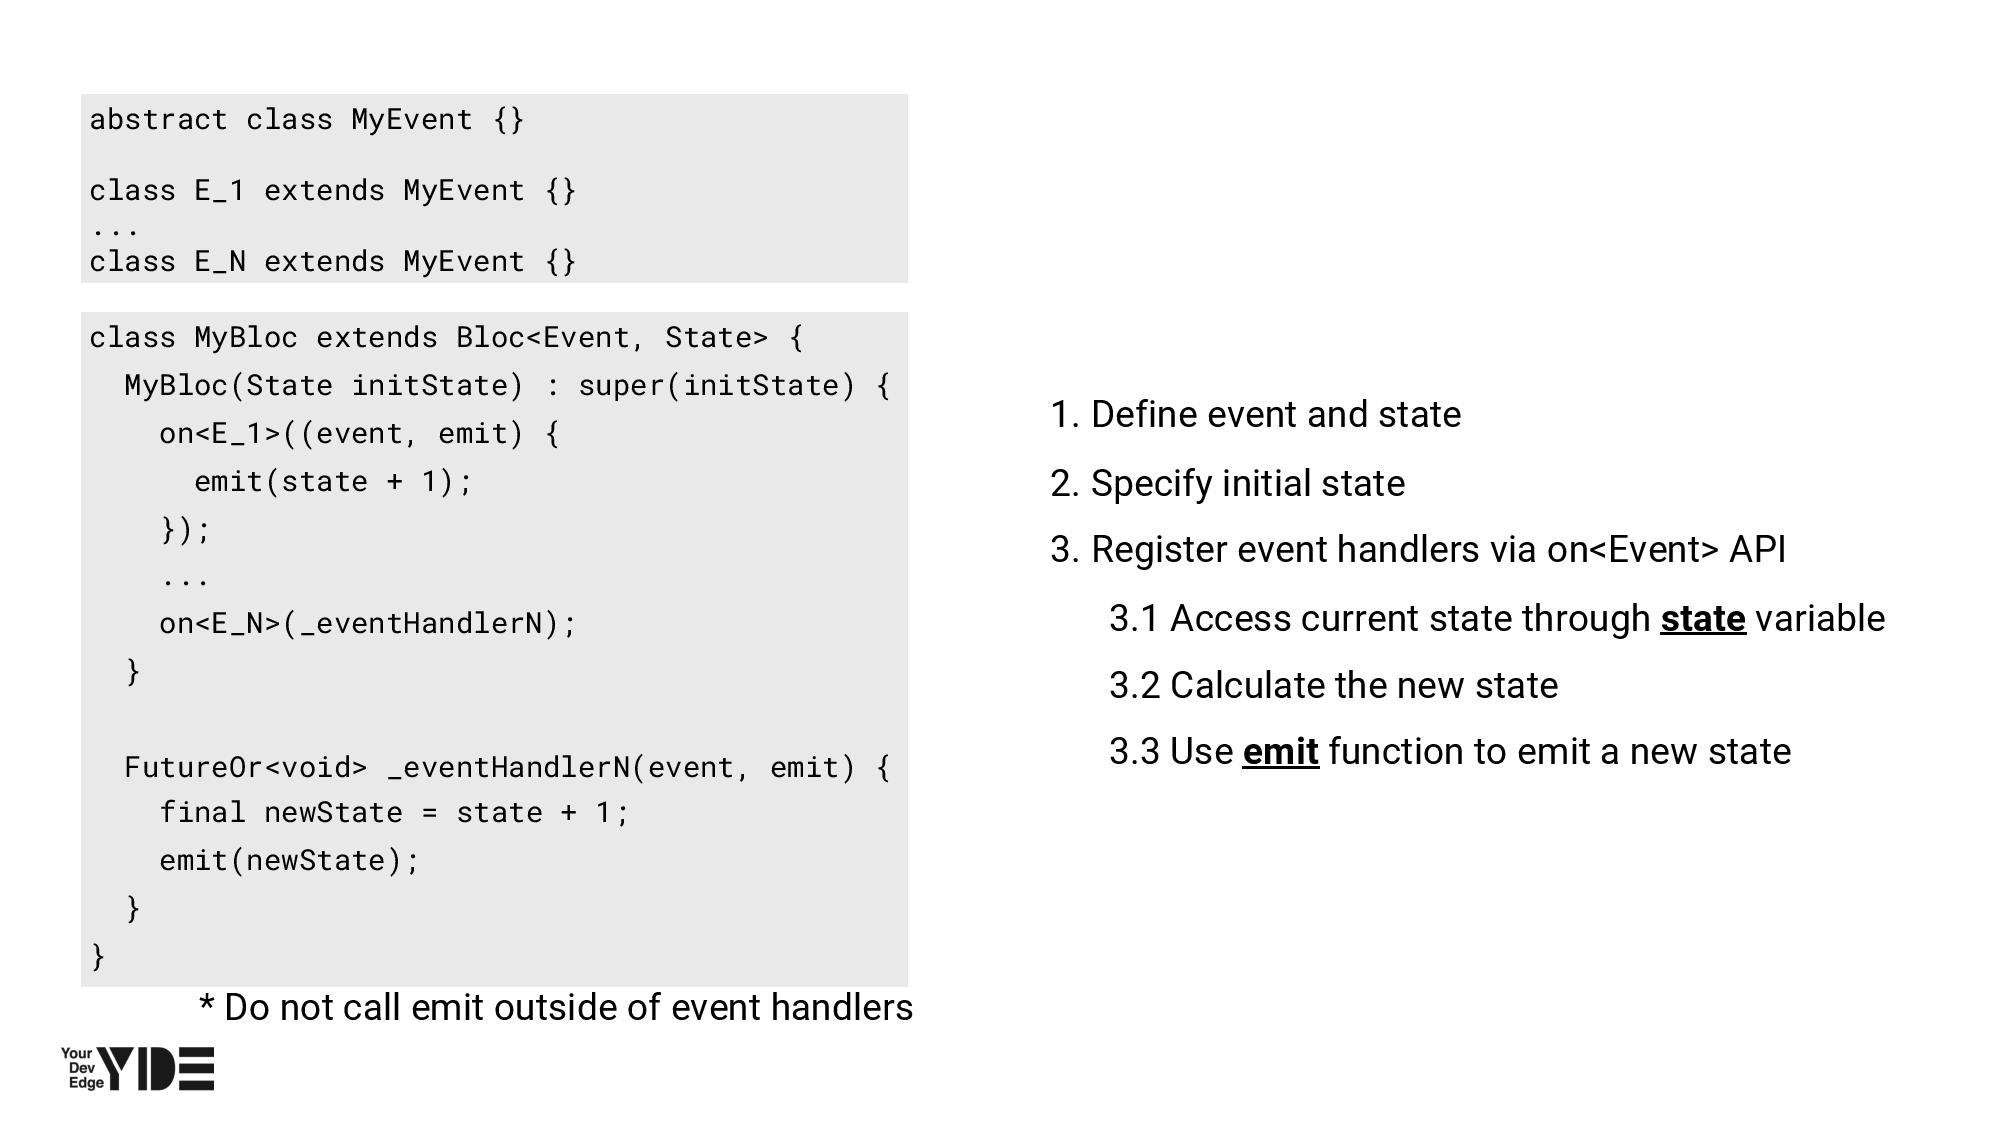 abstract class MyEvent {}
class E_1 extends MyEvent {}
...
class E_N extends MyEvent {}
class MyBloc extends Bloc<Event, State> {
  MyBloc(State initState) : super(initState) {
    on<E_1>((event, emit) {
      emit(state + 1);
    });
    ...
    on<E_N>(_eventHandlerN);
  }
  FutureOr<void> _eventHandlerN(event, emit) {
    final newState = state + 1;
    emit(newState);
  }
}
* Do not call emit outside of event handlers
1. Define event and state
2. Specify initial state
3. Register event handlers via on<Event> API
3.1 Access current state through state variable
3.2 Calculate the new state
3.3 Use emit function to emit a new state
Your
Dev
Edge
YDE